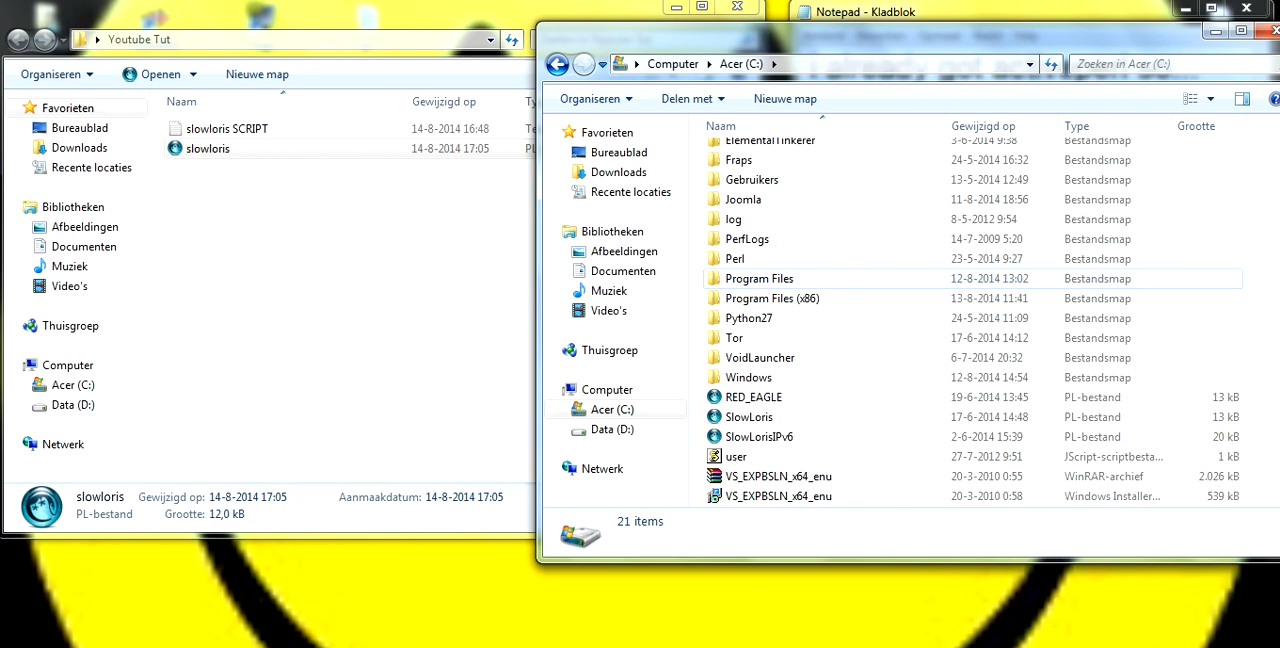 Youtube Tut
Organiseren
Openen
Nieuwe map
Favorieten
Bureaublad
Downloads
Recente locaties
Bibliotheken
Afbeeldingen
Documenten
Muziek
Video's
Thuisgroep
Computer
Acer (C:)
Data (D:)
Netwerk
Naam Gewijzigd op
slowloris SCRIPT 14-8-2014 16:48
slowloris 14-8-2014 17:05
slowloris Gewijzigd op: 14-8-2014 17:05 Aanmaakdatum: 14-8-2014 17:05
PL-bestand Grootte: 12,0 kB
Notepad - Kladblok
Computer Acer (C:) Zoeken in Acer (C:)
Organiseren Delen met Nieuwe map
Favorieten
Bureaublad
Downloads
Recente locaties
Bibliotheken
Afbeeldingen
Documenten
Muziek
Video's
Thuisgroep
Computer
Acer (C:)
Data (D:)
Netwerk
Naam Gewijzigd op Type Grootte
ElementalTinkerer 3-6-2014 9:38 Bestandsmap
Fraps 24-5-2014 16:32 Bestandsmap
Gebruikers 13-5-2014 12:49 Bestandsmap
Joomla 11-8-2014 18:56 Bestandsmap
log 8-5-2012 9:54 Bestandsmap
PerfLogs 14-7-2009 5:20 Bestandsmap
Perl 23-5-2014 9:27 Bestandsmap
Program Files 12-8-2014 13:02 Bestandsmap
Program Files (x86) 13-8-2014 11:41 Bestandsmap
Python27 24-5-2014 11:09 Bestandsmap
Tor 17-6-2014 14:12 Bestandsmap
VoidLauncher 6-7-2014 20:32 Bestandsmap
Windows 12-8-2014 14:54 Bestandsmap
RED_EAGLE 19-6-2014 13:45 PL-bestand 13 kB
SlowLoris 17-6-2014 14:48 PL-bestand 13 kB
SlowLorisIPv6 2-6-2014 15:39 PL-bestand 20 kB
user 27-7-2012 9:51 JScript-scriptbesta... 1 kB
VS_EXPBSLN_x64_enu 20-3-2010 0:55 WinRAR-archief 2.026 kB
VS_EXPBSLN_x64_enu 20-3-2010 0:58 Windows Installer... 539 kB
21 items